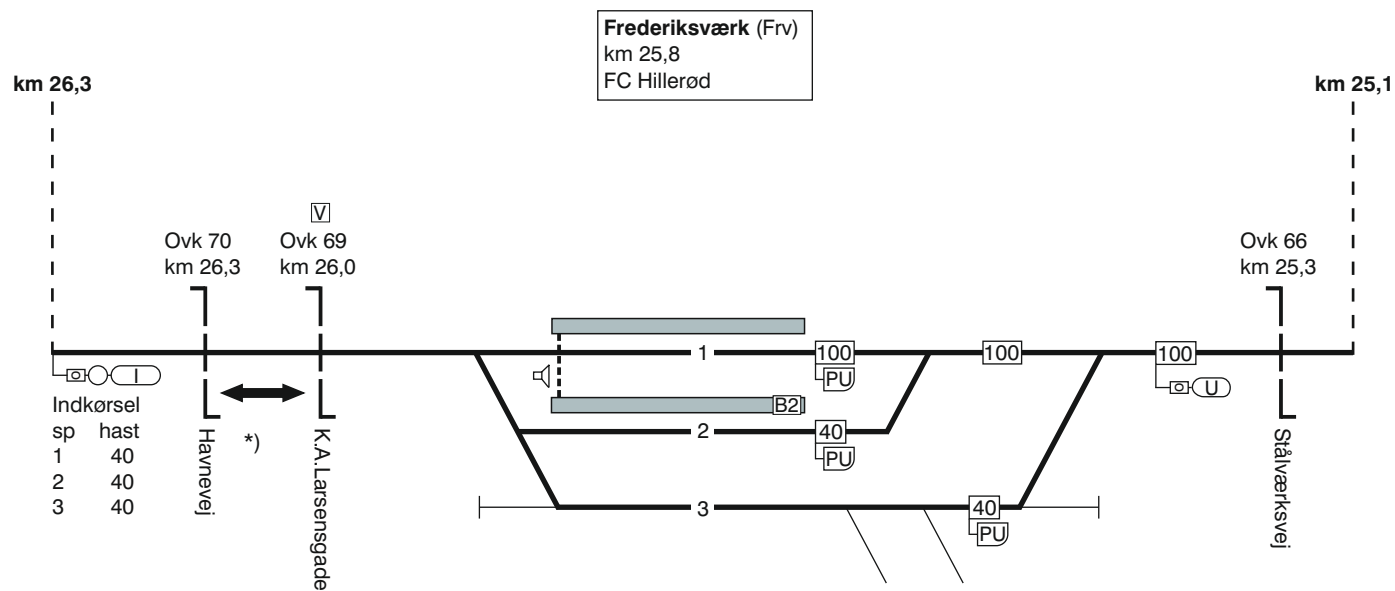 Frederiksværk (Frv)
km 25,8
FC Hillerød
km 26,3
km 25,1
V
Ovk 70
km 26,3
Ovk 69
km 26,0
Ovk 66
km 25,3
1
100
100
100
I
PU
U
Indkørsel
sp hast
1 40
2 40
3 40
*)
B2
2
40
PU
3
40
PU
Havnevej
K.A.Larsensgade
Stålværksvej